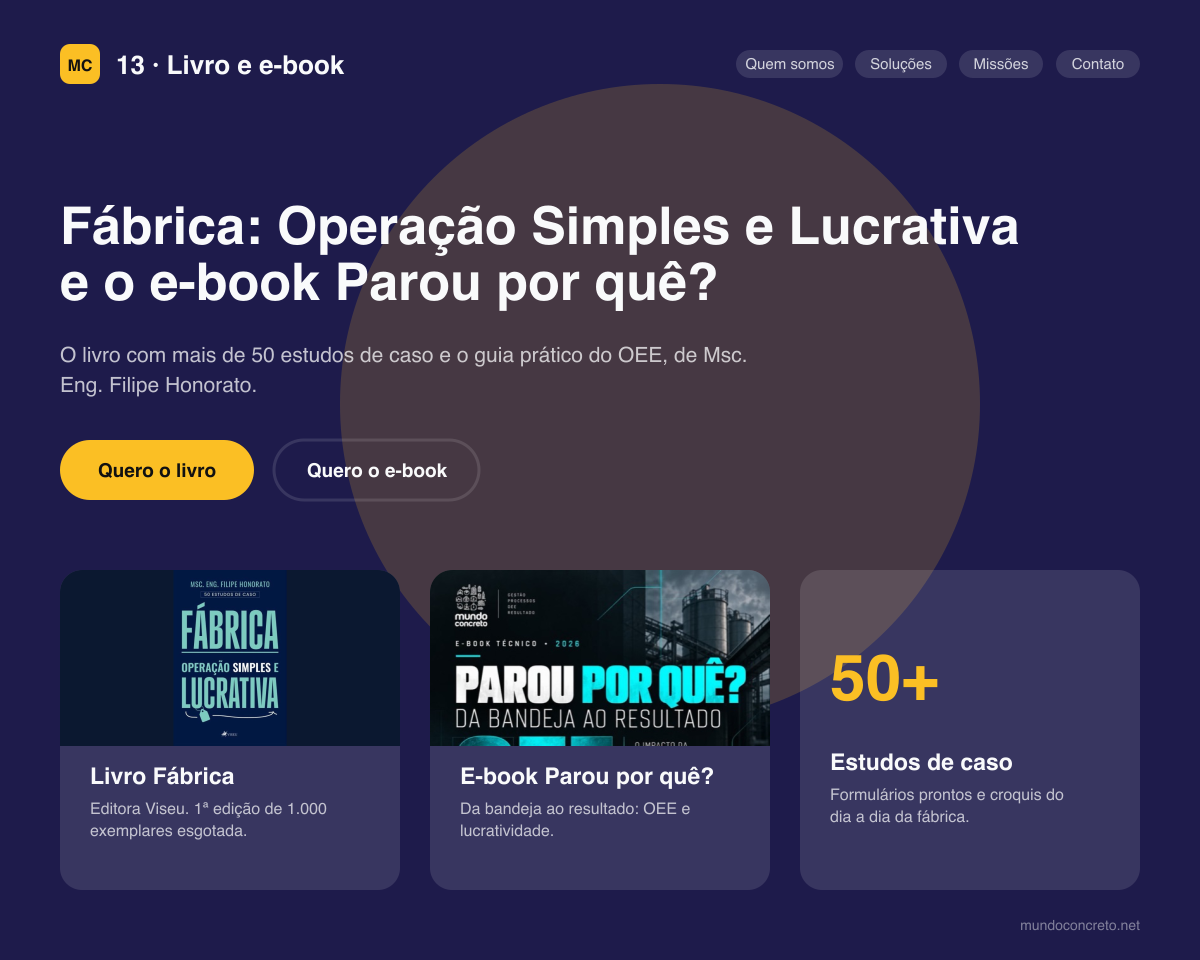 MC
13 · Livro e e-book
Quem somos
Soluções
Missões
Contato
Fábrica: Operação Simples e Lucrativa
e o e-book Parou por quê?
O livro com mais de 50 estudos de caso e o guia prático do OEE, de Msc.
Eng. Filipe Honorato.
Quero o livro
Quero o e-book
MSC. ENG. FILIPE HONORATO
50 ESTUDOS DE CASO
FÁBRICA
OPERAÇÃO SIMPLES E
LUCRATIVA
Livro Fábrica
Editora Viseu. 1ª edição de 1.000
exemplares esgotada.
mundo
concreto
GESTÃO
PROCESSOS
OEE
RESULTADO
E-BOOK TÉCNICO • 2026
PAROU POR QUÊ?
DA BANDEJA AO RESULTADO
OEE
O IMPACTO DA
E-book Parou por quê?
Da bandeja ao resultado: OEE e
lucratividade.
50+
Estudos de caso
Formulários prontos e croquis do
dia a dia da fábrica.
mundoconcreto.net